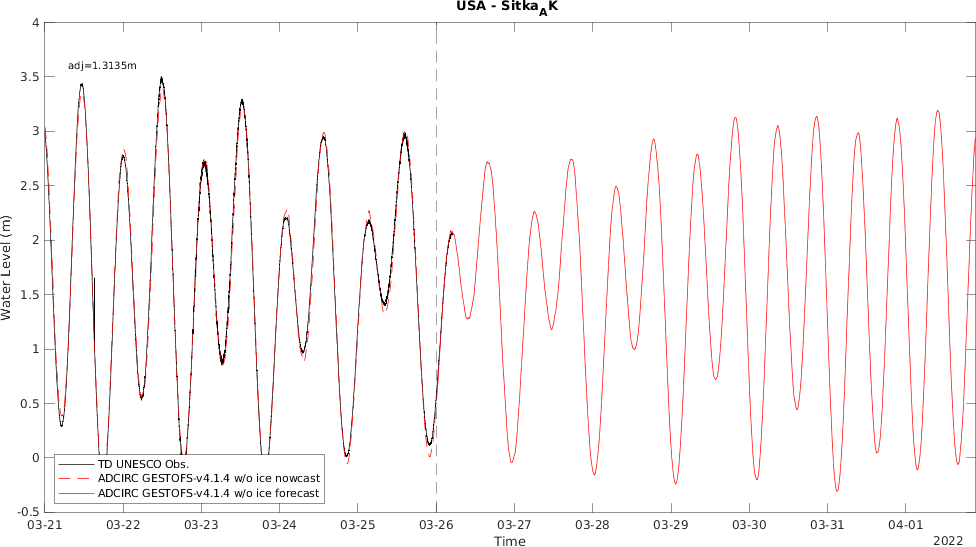 USA - Sitka_AK
4
3.5
3
2.5
2
1.5
1
0.5
0
-0.5
Water Level (m)
adj=1.3135m
TD UNESCO Obs.
ADCIRC GESTOFS-v4.1.4 w/o ice nowcast
ADCIRC GESTOFS-v4.1.4 w/o ice forecast
03-21 03-22 03-23 03-24 03-25 03-26 03-27 03-28 03-29 03-30 03-31 04-01
Time
2022